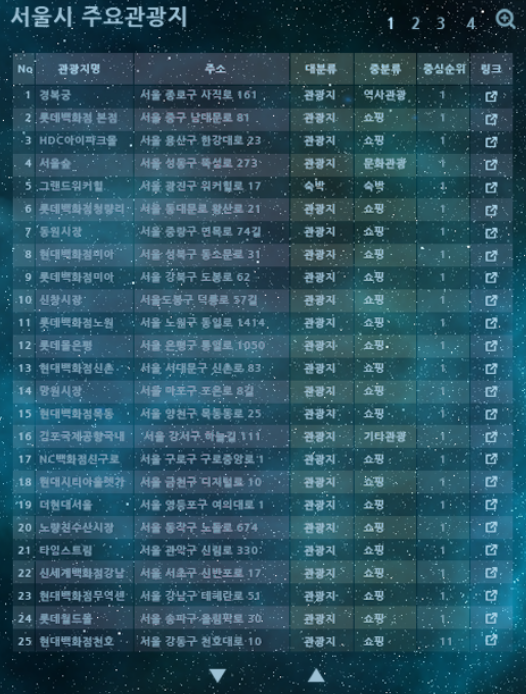 서울시 주요관광지
1 2 3 4
No 관광지명 주소 대분류 중분류 중심순위 링크
1 경복궁 서울 종로구 사직로 161 관광지 역사관광 1
2 롯데백화점 본점 서울 중구 남대문로 81 관광지 쇼핑 1
3 HDC아이파크몰 서울 용산구 한강대로 23 관광지 쇼핑 1
4 서울숲 서울 성동구 뚝섬로 273 관광지 문화관광 1
5 그랜드워커힐 서울 광진구 워커힐로 17 숙박 숙박 1
6 롯데백화점청량리 서울 동대문로 왕산로 21 관광지 쇼핑 1
7 동원시장 서울 중랑구 면목로 74길 관광지 쇼핑 1
8 현대백화점미아 서울 성북구 동소문로 31 관광지 쇼핑 1
9 롯데백화점미아 서울 강북구 도봉로 62 관광지 쇼핑 1
10 신창시장 서울도봉구 덕릉로 57길 관광지 쇼핑 1
11 롯데백화점노원 서울 노원구 동일로 1414 관광지 쇼핑 1
12 롯데몰은평 서울 은평구 통일로 1050 관광지 쇼핑 1
13 현대백화점신촌 서울 서대문구 신촌로 83 관광지 쇼핑 1
14 망원시장 서울 마포구 포은로 8길 관광지 쇼핑 1
15 현대백화점목동 서울 양천구 목동동로 25 관광지 쇼핑 1
16 김포국제공항국내 서울 강서구 하늘길 111 관광지 기타관광 1
17 NC백화점신구로 서울 구로구 구로중앙로 1 관광지 쇼핑 1
18 현대시티아울렛가 서울 금천구 디지털로 10 관광지 쇼핑 1
19 더현대서울 서울 영등포구 여의대로 1 관광지 쇼핑 1
20 노량진수산시장 서울 동작구 노들로 674 관광지 쇼핑 1
21 타임스트림 서울 관악구 신림로 330 관광지 쇼핑 1
22 신세계백화점강남 서울 서초구 신반포로 17 관광지 쇼핑 1
23 현대백화점무역센 서울 강남구 테헤란로 51 관광지 쇼핑 1
24 롯데월드몰 서울 송파구 올림픽로 30 관광지 쇼핑 1
25 현대백화점천호 서울 강동구 천호대로 10 관광지 쇼핑 11